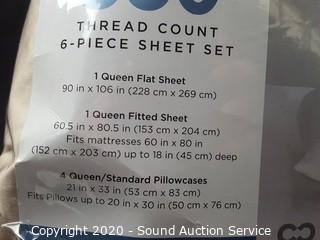 THREAD COUNT
6-PIECE SHEET SET
1 Queen Flat Sheet
90 in x 106 in (228 cm x 269 cm)
1 Queen Fitted Sheet
60.5 in x 80.5 in (153 cm x 204 cm)
Fits mattresses 60 in x 80 in
(152 cm x 203 cm) up to 18 in (45 cm) deep
4 Queen/Standard Pillowcases
21 in x 33 in (53 cm x 83 cm)
Fits Pillows up to 20 in x 30 in (50 cm x 76 cm)
Copyright 2020 - Sound Auction Service